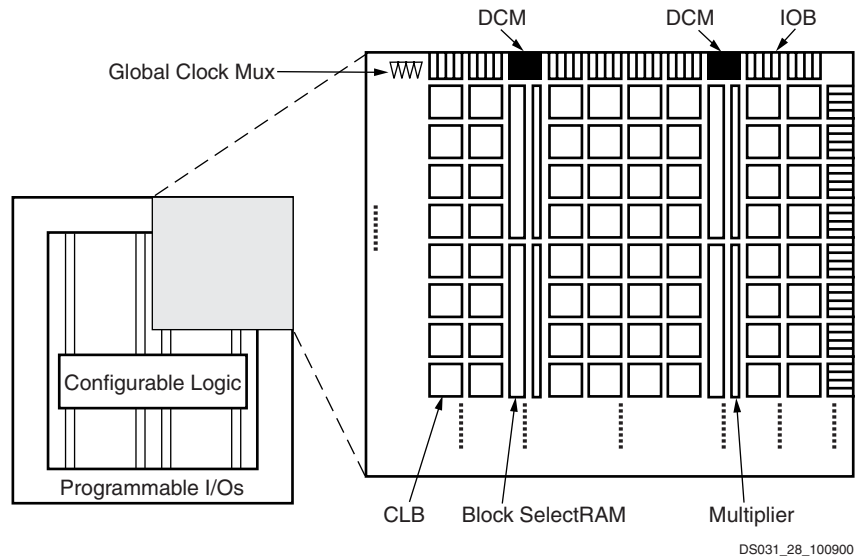 DCM
DCM
IOB
Global Clock Mux
Configurable Logic
Programmable I/Os
CLB
Block SelectRAM
Multiplier
DS031_28_100900